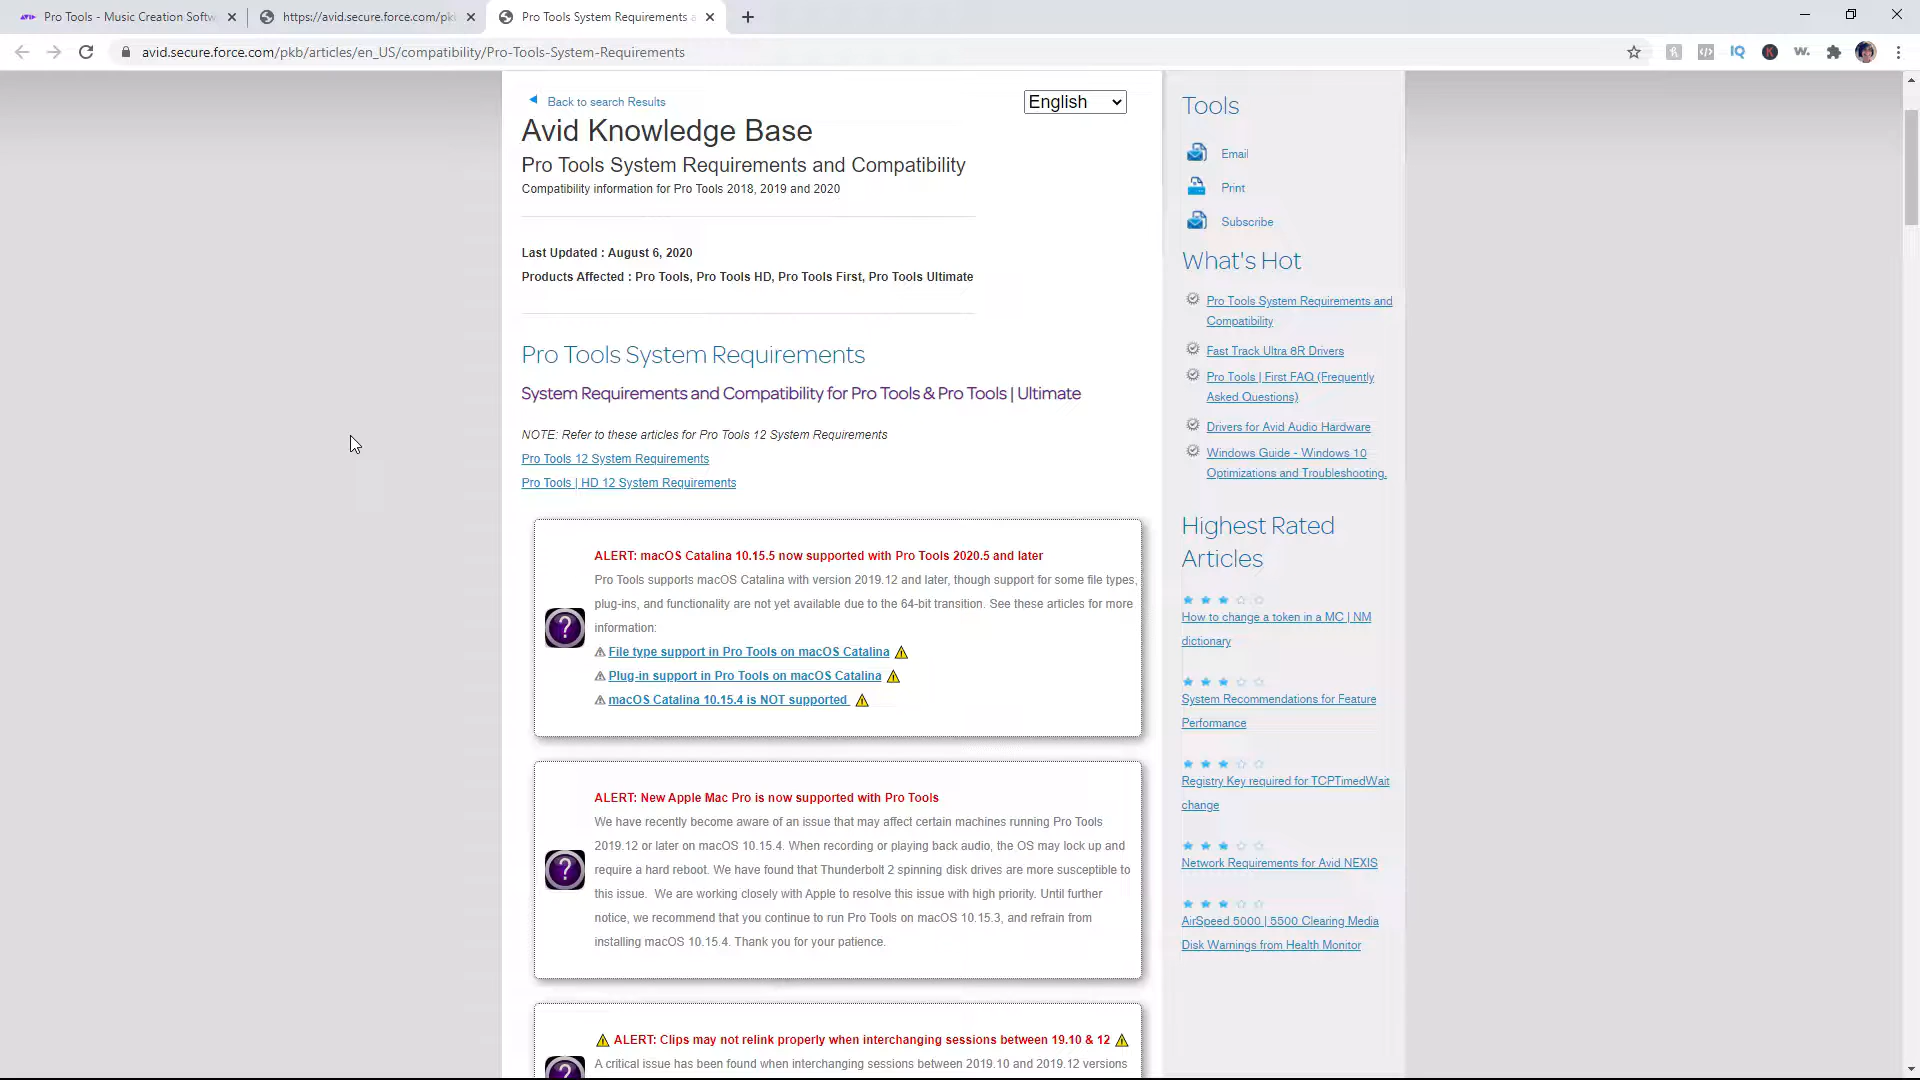 Pro Tools - Music Creation Softw
https://avid.secure.force.com/pk
Pro Tools System Requirements a
avid.secure.force.com/pkb/articles/en_US/compatibility/Pro-Tools-System-Requirements
Back to search Results
English
Avid Knowledge Base
Pro Tools System Requirements and Compatibility
Compatibility information for Pro Tools 2018, 2019 and 2020
Last Updated : August 6, 2020
Products Affected : Pro Tools, Pro Tools HD, Pro Tools First, Pro Tools Ultimate
Pro Tools System Requirements
System Requirements and Compatibility for Pro Tools & Pro Tools | Ultimate
NOTE: Refer to these articles for Pro Tools 12 System Requirements
Pro Tools 12 System Requirements
Pro Tools | HD 12 System Requirements
ALERT: macOS Catalina 10.15.5 now supported with Pro Tools 2020.5 and later
Pro Tools supports macOS Catalina with version 2019.12 and later, though support for some file types,
plug-ins, and functionality are not yet available due to the 64-bit transition. See these articles for more
information:
File type support in Pro Tools on macOS Catalina
Plug-in support in Pro Tools on macOS Catalina
macOS Catalina 10.15.4 is NOT supported
ALERT: New Apple Mac Pro is now supported with Pro Tools
We have recently become aware of an issue that may affect certain machines running Pro Tools
2019.12 or later on macOS 10.15.4. When recording or playing back audio, the OS may lock up and
require a hard reboot. We have found that Thunderbolt 2 spinning disk drives are more susceptible to
this issue.  We are working closely with Apple to resolve this issue with high priority. Until further
notice, we recommend that you continue to run Pro Tools on macOS 10.15.3, and refrain from
installing macOS 10.15.4. Thank you for your patience.
ALERT: Clips may not relink properly when interchanging sessions between 19.10 & 12
A critical issue has been found when interchanging sessions between 2019.10 and 2019.12 versions
Tools
Email
Print
Subscribe
What's Hot
Pro Tools System Requirements and
Compatibility
Fast Track Ultra 8R Drivers
Pro Tools | First FAQ (Frequently
Asked Questions)
Drivers for Avid Audio Hardware
Windows Guide - Windows 10
Optimizations and Troubleshooting.
Highest Rated
Articles
How to change a token in a MC | NM
dictionary
System Recommendations for Feature
Performance
Registry Key required for TCPTimedWait
change
Network Requirements for Avid NEXIS
AirSpeed 5000 | 5500 Clearing Media
Disk Warnings from Health Monitor